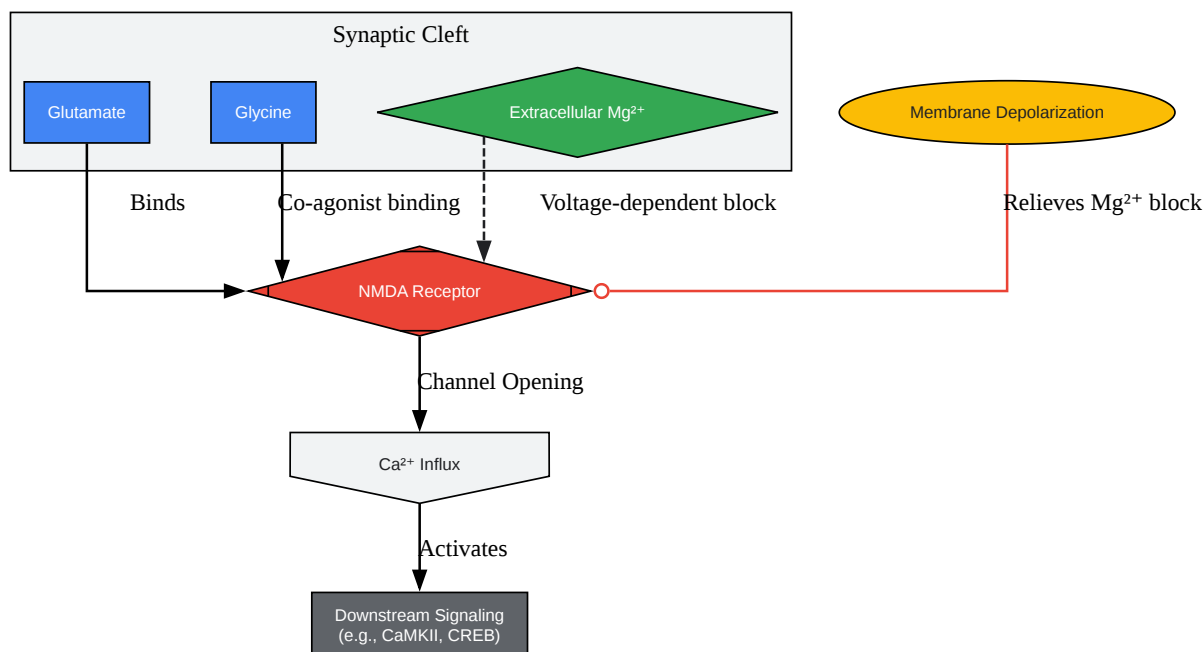 Synaptic Cleft
Glutamate
Glycine
Extracellular Mg²⁺
Membrane Depolarization
Binds
Co-agonist binding
Voltage-dependent block
Relieves Mg²⁺ block
NMDA Receptor
Channel Opening
Ca²⁺ Influx
Activates
Downstream Signaling
(e.g., CaMKII, CREB)